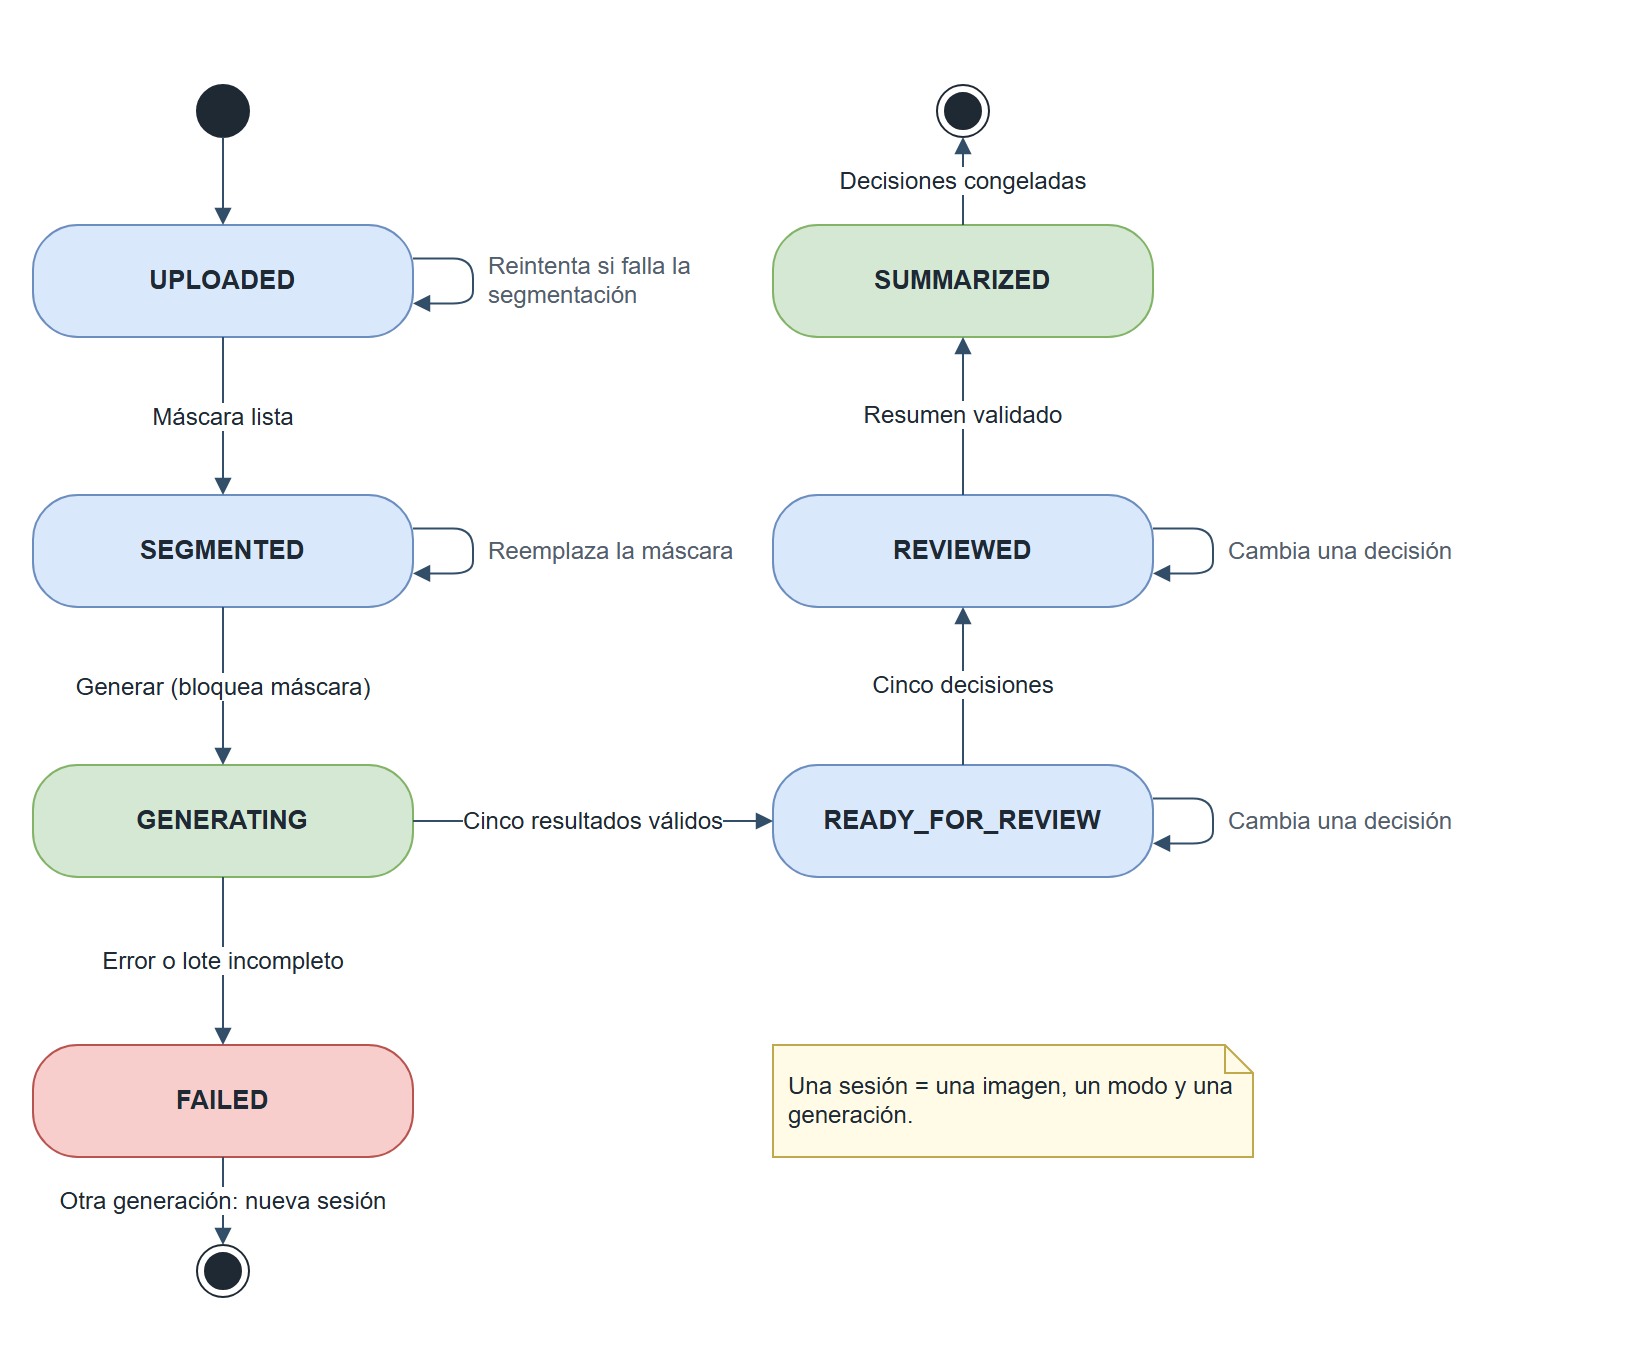 UPLOADED
Reintenta si falla la
segmentación
Máscara lista
SEGMENTED
Reemplaza la máscara
Generar (bloquea máscara)
GENERATING
Cinco resultados válidos
Error o lote incompleto
FAILED
Otra generación: nueva sesión
Decisiones congeladas
SUMMARIZED
Resumen validado
REVIEWED
Cambia una decisión
Cinco decisiones
READY_FOR_REVIEW
Cambia una decisión
Una sesión = una imagen, un modo y una
generación.